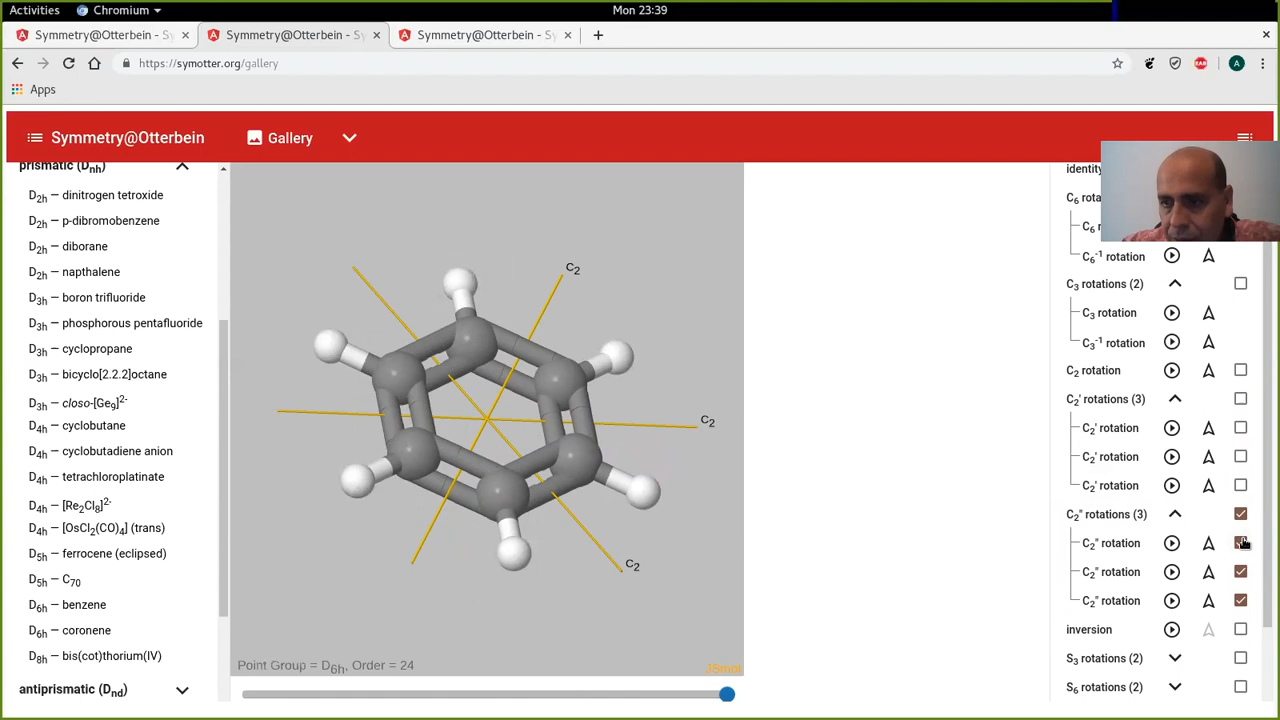 Activities Chromium Mon 23:39
Symmetry@Otterbein - Sy × Symmetry@Otterbein - Sy × Symmetry@Otterbein - Sy × + ×
https://symotter.org/gallery A
Apps
Symmetry@Otterbein Gallery
prismatic (Dnh)
D2h — dinitrogen tetroxide
D2h — p-dibromobenzene
D2h — diborane
D2h — napthalene
D3h — boron trifluoride
D3h — phosphorous pentafluoride
D3h — cyclopropane
D3h — bicyclo[2.2.2]octane
D3h — closo-[Ge9]2-
D4h — cyclobutane
D4h — cyclobutadiene anion
D4h — tetrachloroplatinate
D4h — [Re2Cl8]2-
D4h — [OsCl2(CO)4] (trans)
D5h — ferrocene (eclipsed)
D5h — C70
D6h — benzene
D6h — coronene
D8h — bis(cot)thorium(IV)
antiprismatic (Dnd)
C2
C2
C2
Point Group = D6h, Order = 24
JSmol
identity
C6
C6
C6-1 rotation
C3 rotations (2)
C3 rotation
C3-1 rotation
C2 rotation
C2' rotations (3)
C2' rotation
C2' rotation
C2' rotation
C2" rotations (3)
C2" rotation
C2" rotation
C2" rotation
inversion
S3 rotations (2)
S6 rotations (2)